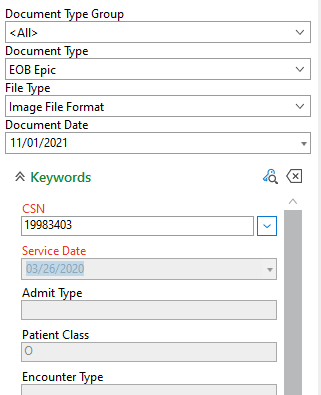 Document Type Group
<All>
Document Type
EOB Epic
File Type
Image File Format
Document Date
11/01/2021
Keywords
CSN
19983403
Service Date
03/26/2020
Admit Type
Patient Class
O
Encounter Type